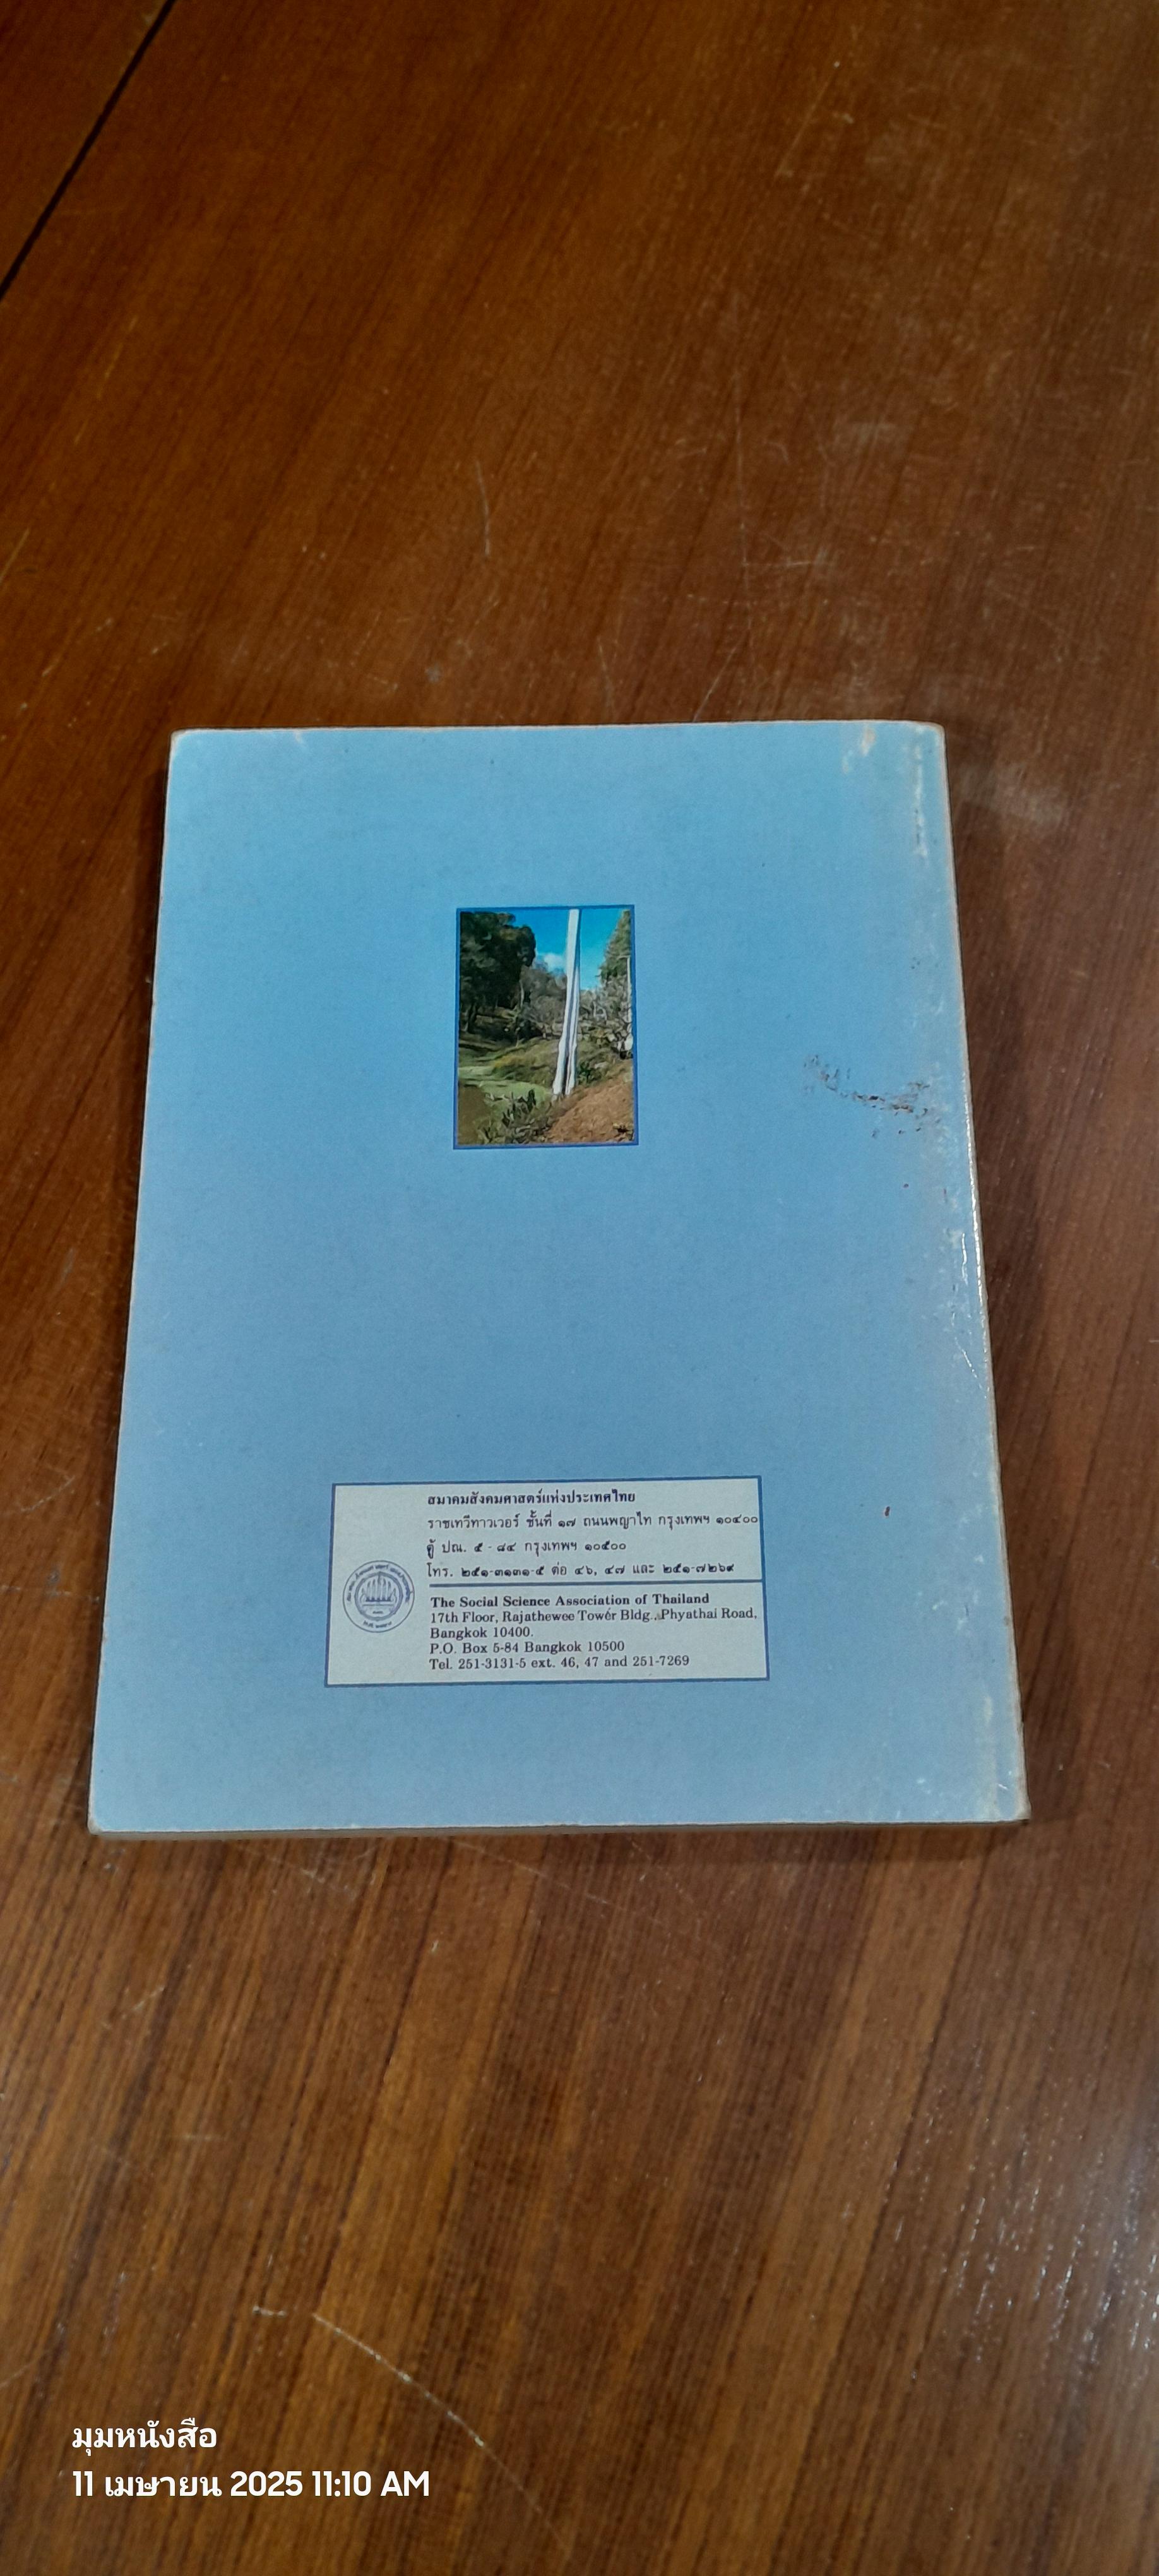 สมาคมสังคมศาสตร์แห่งประเทศไทย
ราชเทวีทาวเวอร์ ชั้นที่ ๑๗ ถนนพญาไท กรุงเทพฯ ๑๐๔๐๐
ตู้ ปณ. ๕ - ๘๔ กรุงเทพฯ ๑๐๕๐๐
โทร. ๒๕๑-๓๑๓๑-๕ ต่อ ๔๖, ๔๗ และ ๒๕๑-๗๒๖๙
The Social Science Association of Thailand
17th Floor, Rajathewee Tower Bldg., Phyathai Road,
Bangkok 10400.
P.O. Box 5-84 Bangkok 10500
Tel. 251-3131-5 ext. 46, 47 and 251-7269
มุมหนังสือ
11 เมษายน 2025 11:10 AM